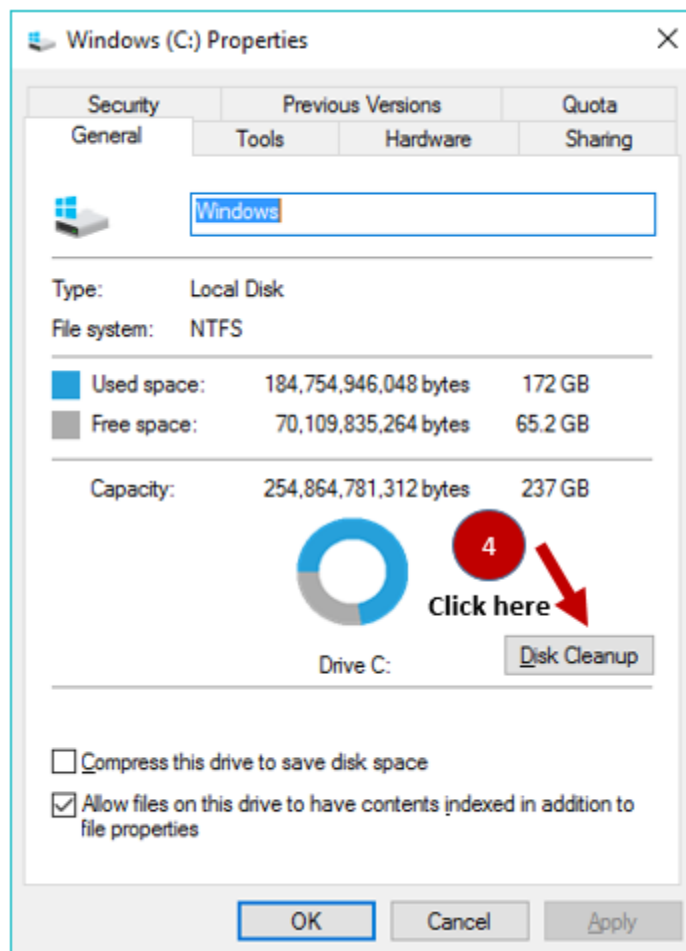 Windows (C:) Properties
Security Previous Versions Quota
General Tools Hardware Sharing
Windows
Type: Local Disk
File system: NTFS
Used space: 184,754,946,048 bytes 172 GB
Free space: 70,109,835,264 bytes 65.2 GB
Capacity: 254,864,781,312 bytes 237 GB
4
Click here
Drive C: Disk Cleanup
Compress this drive to save disk space
Allow files on this drive to have contents indexed in addition to
file properties
OK Cancel Apply